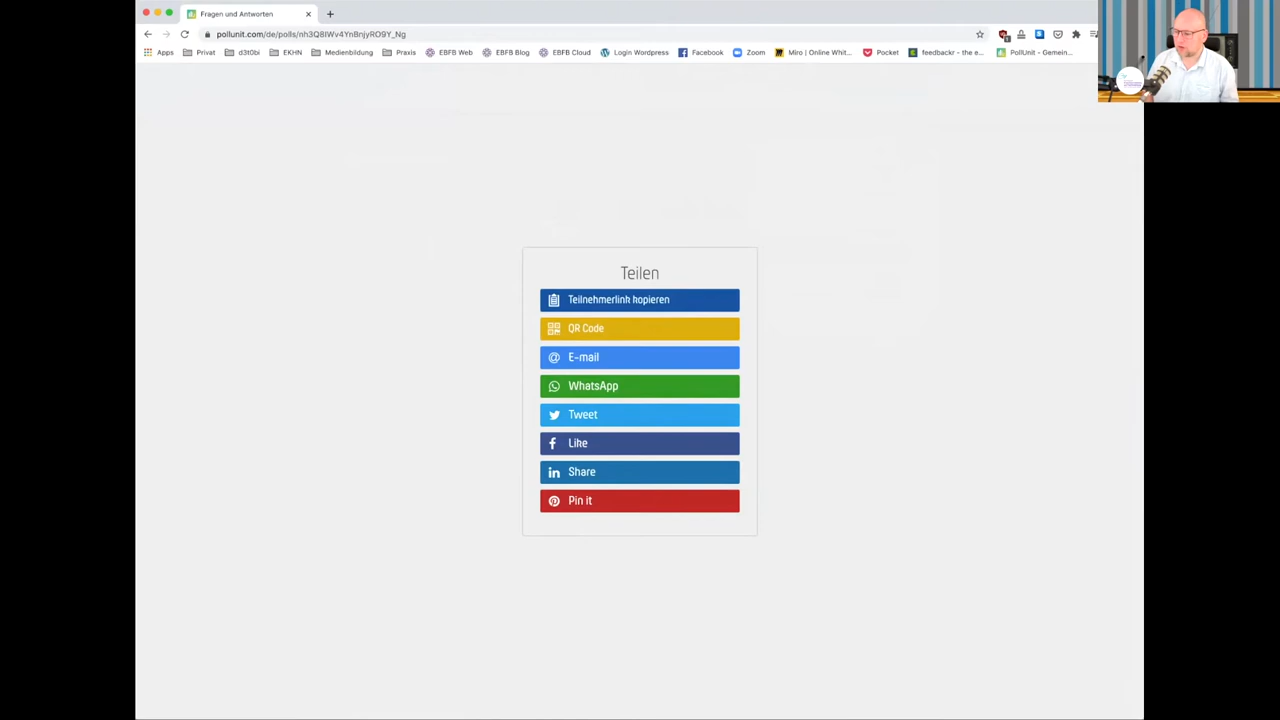 Fragen und Antworten
pollunit.com/de/polls/nh3Q8IWv4YnBnjyRO9Y_Ng
Apps Privat d3t0bi EKHN Medienbildung Praxis EBFB Web EBFB Blog EBFB Cloud Login Wordpress Facebook Zoom Miro | Online Whit... Pocket feedbackr - the e... PollUnit - Gemein...
Teilen
Teilnehmerlink kopieren
QR Code
E-mail
WhatsApp
Tweet
Like
Share
Pin it